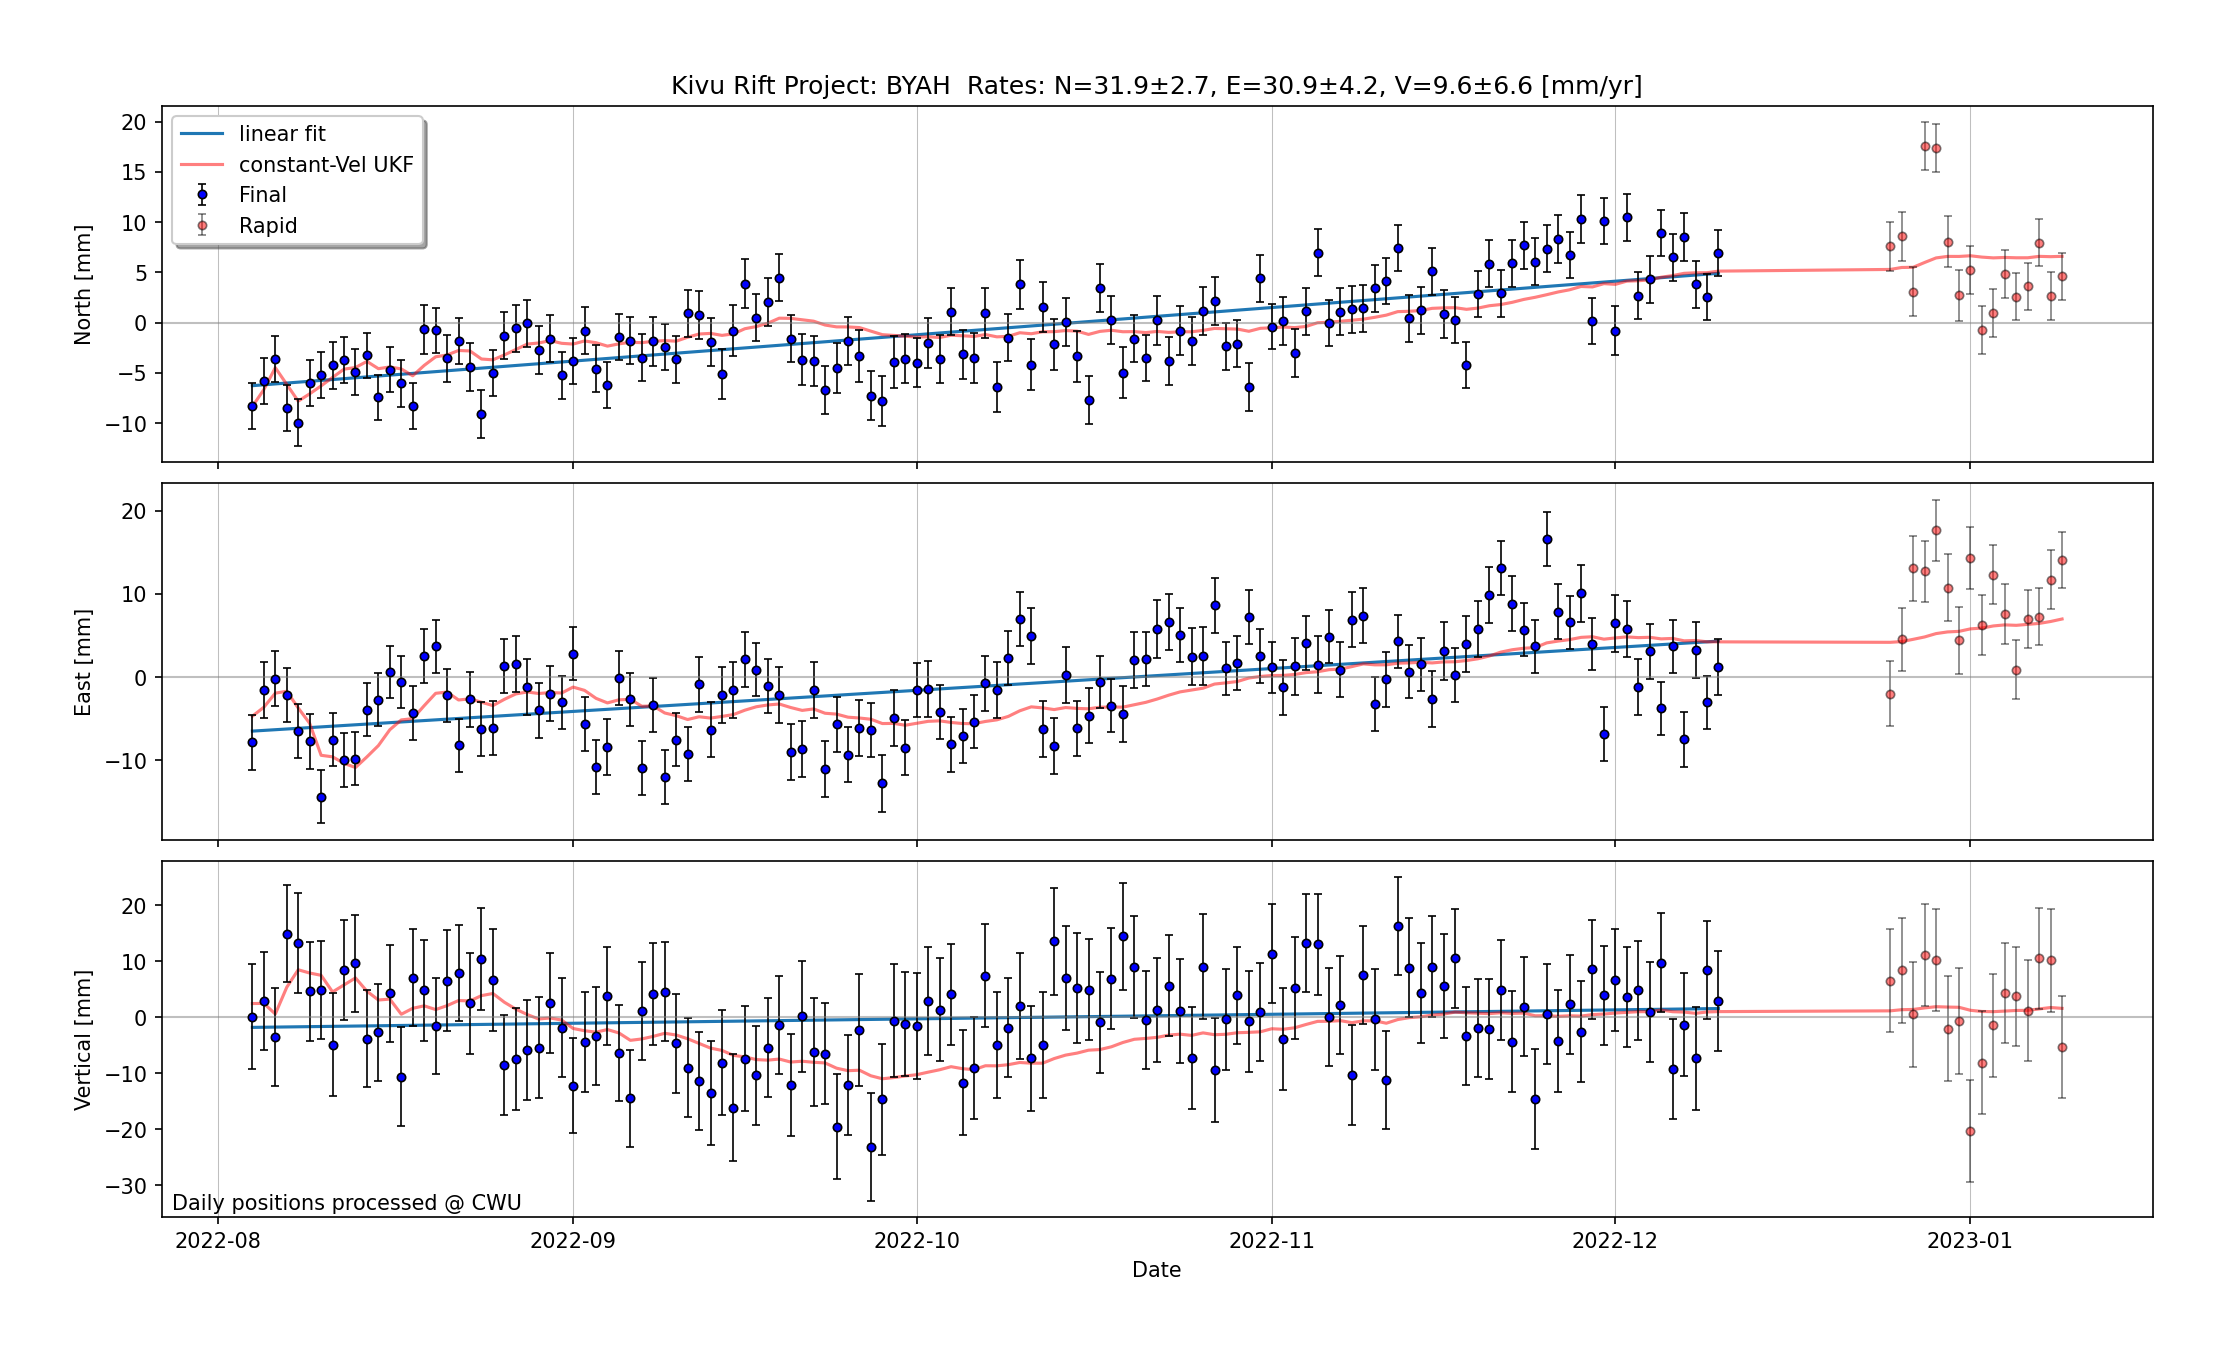 Kivu Rift Project: BYAH  Rates: N=31.9±2.7, E=30.9±4.2, V=9.6±6.6 [mm/yr]
linear fit
constant-Vel UKF
Final
Rapid
North [mm]
20
15
10
5
0
−5
−10
East [mm]
20
10
0
−10
Vertical [mm]
20
10
0
−10
−20
−30
Daily positions processed @ CWU
2022-08 2022-09 2022-10 2022-11 2022-12 2023-01
Date